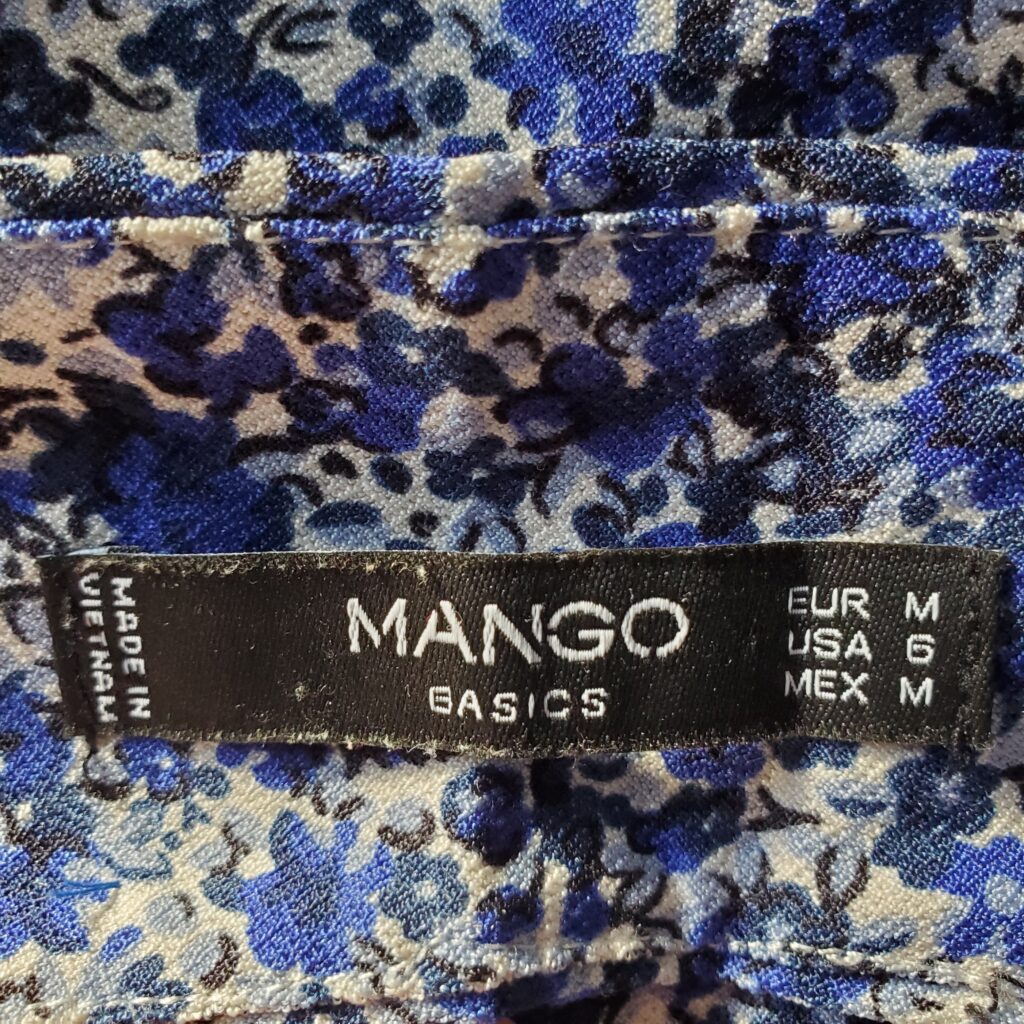 MADE IN
VIETNAM
MANGO
BASICS
EUR M
USA 6
MEX M